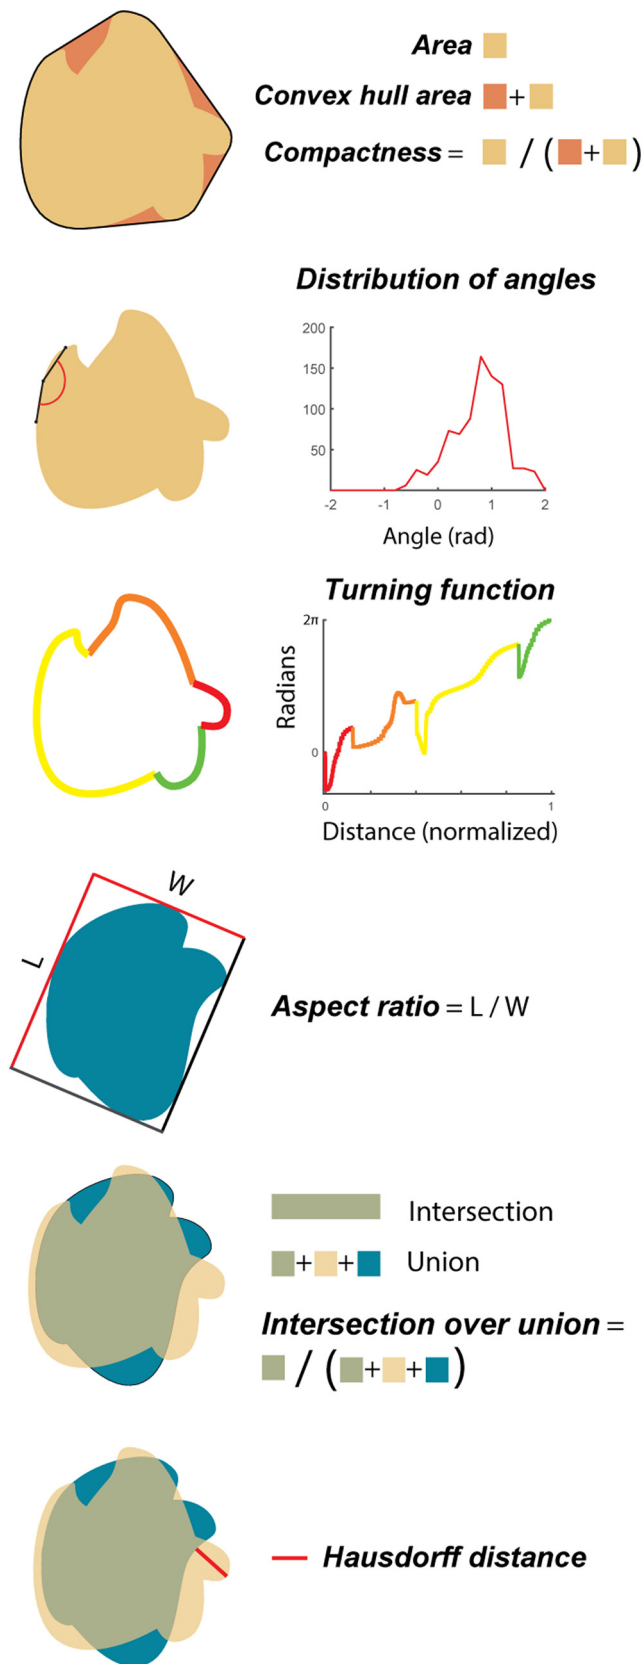 Area
Convex hull area +
Compactness = / ( + )
Distribution of angles
200
150
100
50
-2 -1 0 1 2
Angle (rad)
Turning function
2π
Radians
0
0 1
Distance (normalized)
W
L
Aspect ratio = L / W
Intersection
+ + Union
Intersection over union =
/ ( + + )
Hausdorff distance